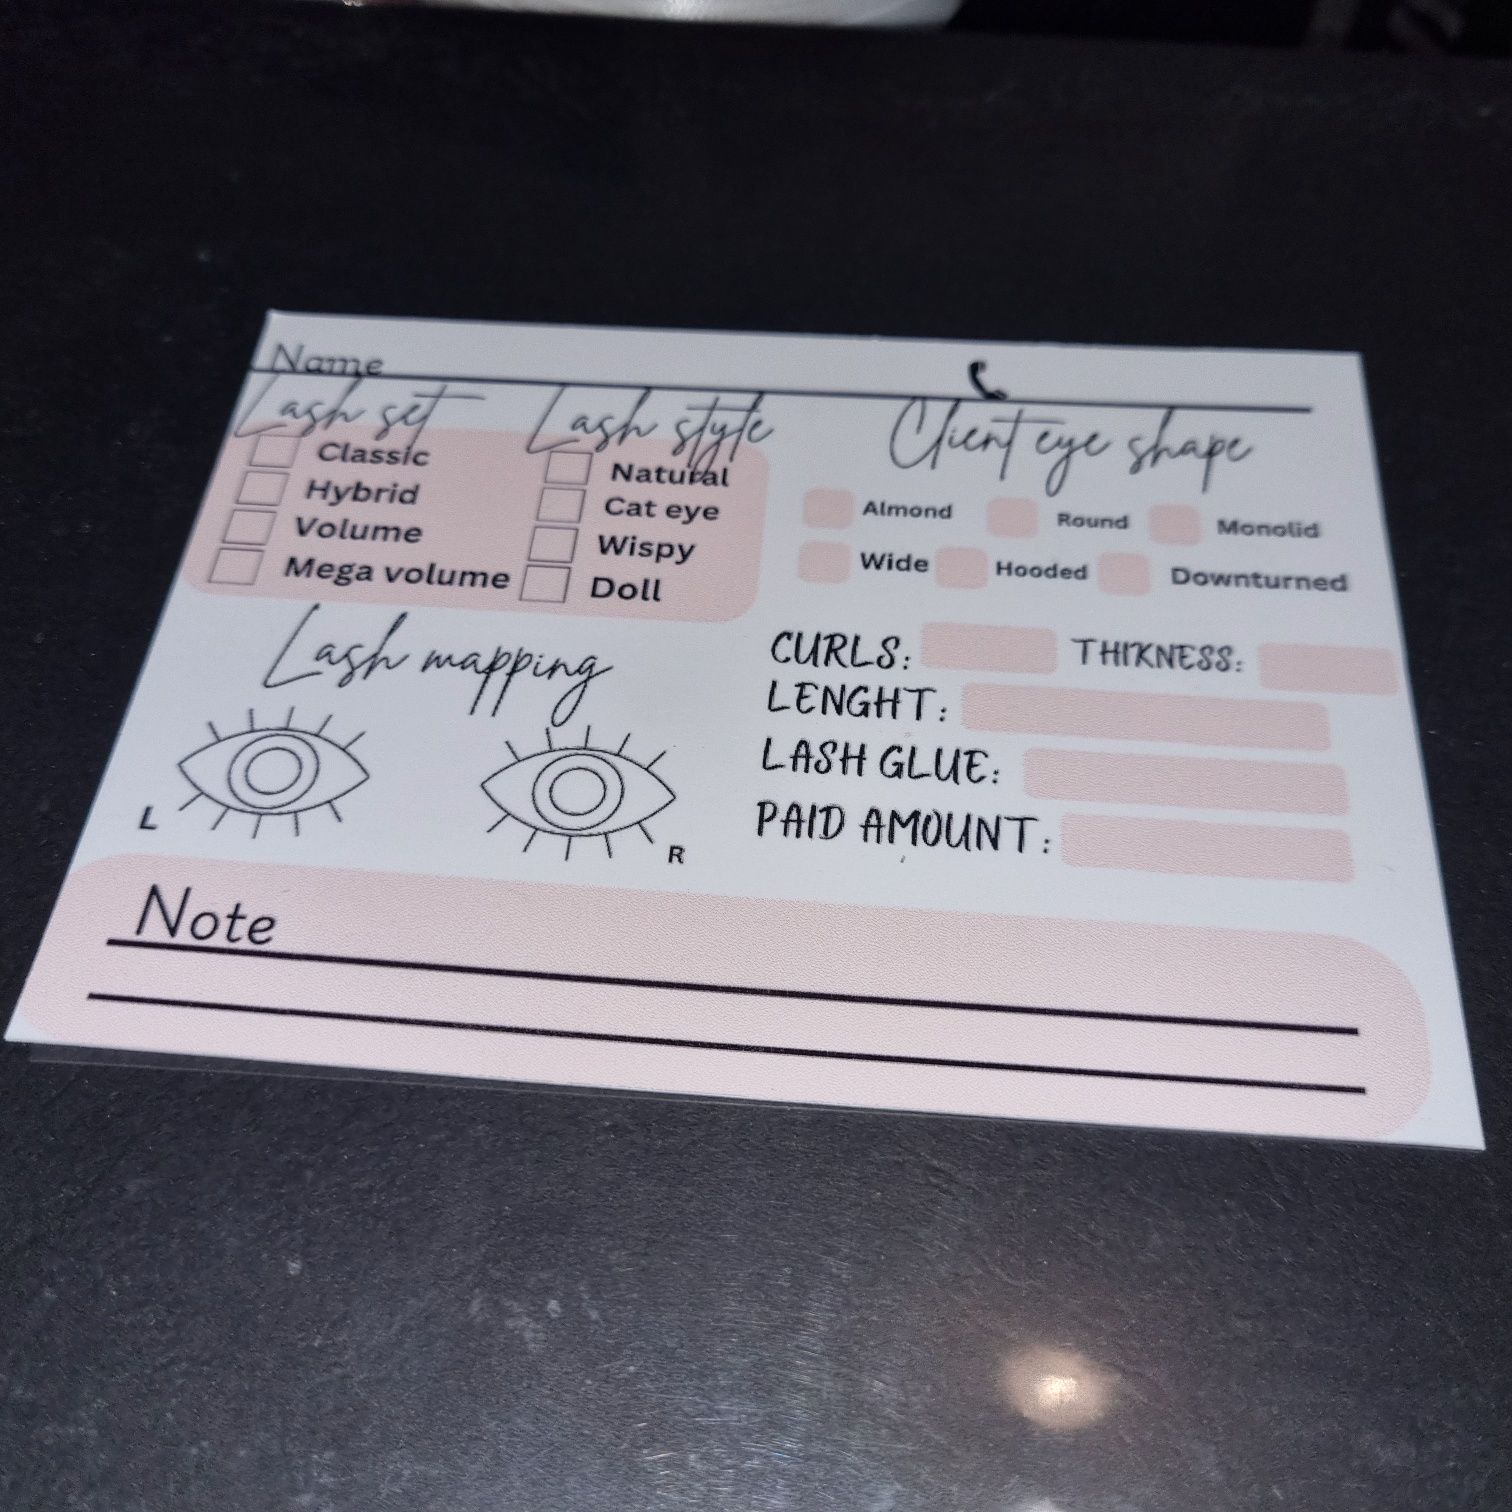 Name
Lash set Lash style Client eye shape
Classic Natural
Hybrid Cat eye
Volume Wispy
Mega volume Doll
Almond Round Monolid
Wide Hooded Downturned
Lash mapping
L R
CURLS: THIKNESS:
LENGHT:
LASH GLUE:
PAID AMOUNT:
Note